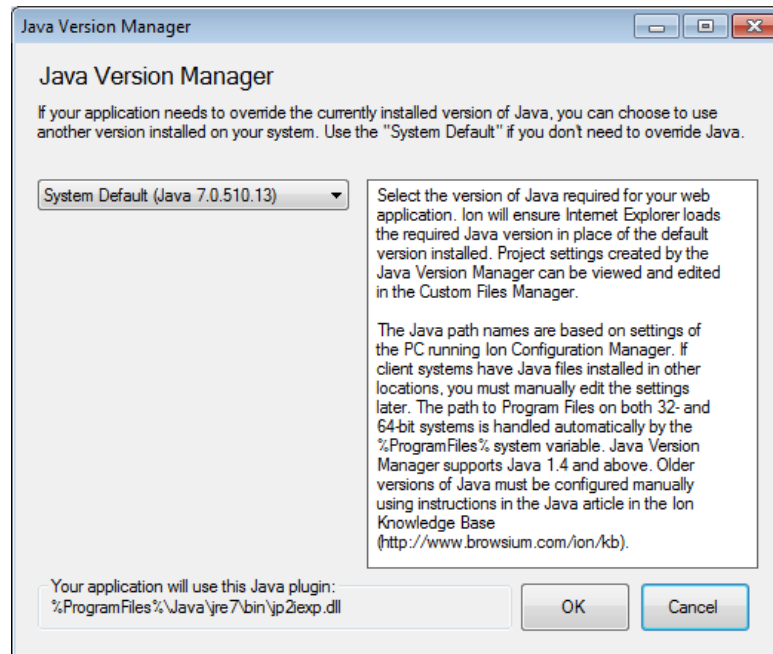 Java Version Manager
Java Version Manager
If your application needs to override the currently installed version of Java, you can choose to use
another version installed on your system. Use the "System Default" if you don't need to override Java.
System Default (Java 7.0.510.13)
Select the version of Java required for your web
application. Ion will ensure Internet Explorer loads
the required Java version in place of the default
version installed. Project settings created by the
Java Version Manager can be viewed and edited
in the Custom Files Manager.
The Java path names are based on settings of
the PC running Ion Configuration Manager. If
client systems have Java files installed in other
locations, you must manually edit the settings
later. The path to Program Files on both 32- and
64-bit systems is handled automatically by the
%ProgramFiles% system variable. Java Version
Manager supports Java 1.4 and above. Older
versions of Java must be configured manually
using instructions in the Java article in the Ion
Knowledge Base
(http://www.browsium.com/ion/kb).
Your application will use this Java plugin:
%ProgramFiles%\Java\jre7\bin\jp2iexp.dll
OK
Cancel